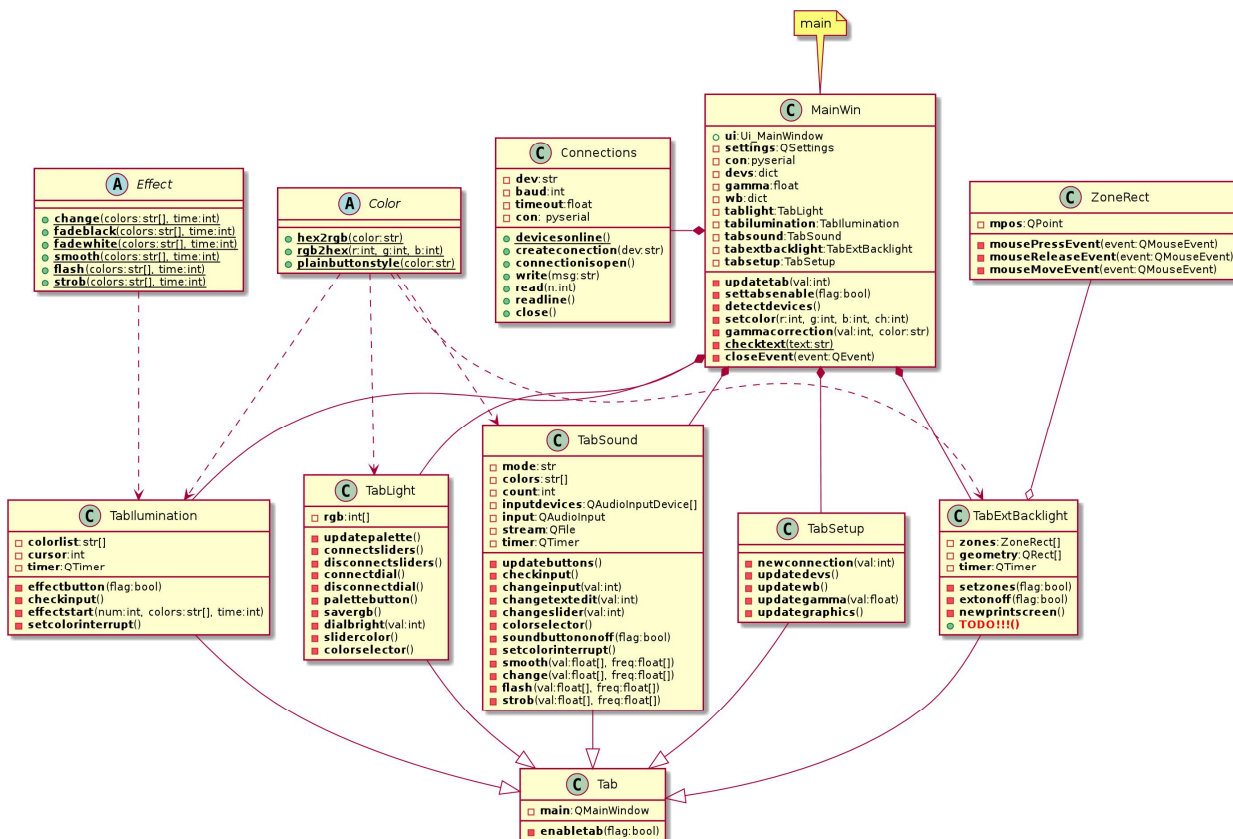 main
C MainWin
ui:Ui_MainWindow
settings:QSettings
con:pyserial
devs:dict
gamma:float
wb:dict
tablight:TabLight
tabilumination:TabIlumination
tabsound:TabSound
tabextbacklight:TabExtBacklight
tabsetup:TabSetup
updatetab(val:int)
settabsenable(flag:bool)
detectdevices()
setcolor(r:int, g:int, b:int, ch:int)
gammacorrection(val:int, color:str)
checktext(text:str)
closeEvent(event:QEvent)
C Connections
dev:str
baud:int
timeout:float
con: pyserial
devicesonline()
createconection(dev:str)
connectionisopen()
write(msg:str)
read(n:int)
readline()
close()
A Effect
change(colors:str[], time:int)
fadeblack(colors:str[], time:int)
fadewhite(colors:str[], time:int)
smooth(colors:str[], time:int)
flash(colors:str[], time:int)
strob(colors:str[], time:int)
A Color
hex2rgb(color:str)
rgb2hex(r:int, g:int, b:int)
plainbuttonstyle(color:str)
C ZoneRect
mpos:QPoint
mousePressEvent(event:QMouseEvent)
mouseReleaseEvent(event:QMouseEvent)
mouseMoveEvent(event:QMouseEvent)
C TabIlumination
colorlist:str[]
cursor:int
timer:QTimer
effectbutton(flag:bool)
checkinput()
effectstart(num:int, colors:str[], time:int)
setcolorinterrupt()
C TabLight
rgb:int[]
updatepalette()
connectsliders()
disconnectsliders()
connectdial()
disconnectdial()
palettebutton()
savergb()
dialbright(val:int)
slidercolor()
colorselector()
C TabSound
mode:str
colors:str[]
count:int
inputdevices:QAudioInputDevice[]
input:QAudioInput
stream:QFile
timer:QTimer
updatebuttons()
checkinput()
changeinput(val:int)
changetextedit(val:int)
changeslider(val:int)
colorselector()
soundbuttononoff(flag:bool)
setcolorinterrupt()
smooth(val:float[], freq:float[])
change(val:float[], freq:float[])
flash(val:float[], freq:float[])
strob(val:float[], freq:float[])
C TabSetup
newconnection(val:int)
updatedevs()
updatewb()
updategamma(val:float)
updategraphics()
C TabExtBacklight
zones:ZoneRect[]
geometry:QRect[]
timer:QTimer
setzones(flag:bool)
extonoff(flag:bool)
newprintscreen()
TODO!!!()
C Tab
main:QMainWindow
enabletab(flag:bool)